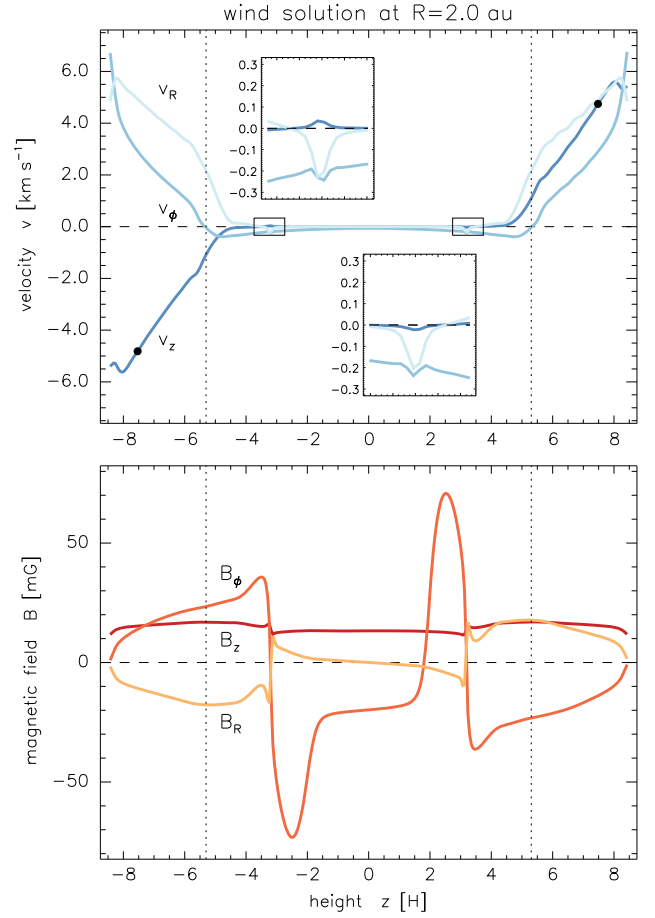 wind solution at R=2.0 au
velocity v [km s⁻¹]
6.0
4.0
2.0
0.0
−2.0
−4.0
−6.0
v_R
v_ϕ
v_z
0.3
0.2
0.1
0.0
−0.1
−0.2
−0.3
0.3
0.2
0.1
0.0
−0.1
−0.2
−0.3
−8 −6 −4 −2 0 2 4 6 8
magnetic field B [mG]
50
0
−50
B_ϕ
B_z
B_R
−8 −6 −4 −2 0 2 4 6 8
height z [H]